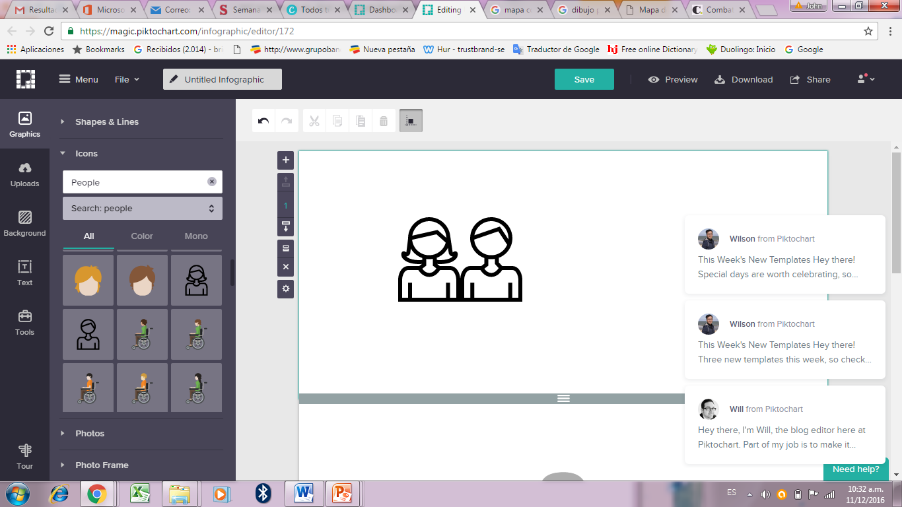 Resulta
Micros
Correo
Semana
Todos t
Dashbo
Editing
mapa c
dibujo p
Mapa d
Combat
https://magic.piktochart.com/infographic/editor/172
Aplicaciones
Bookmarks
Recibidos (2.014) - br
http://www.grupoban
Nueva pestaña
Hur - trustbrand-se
Traductor de Google
Free online Dictionary
Duolingo: Inicio
Google
Menu
File
Untitled Infographic
Save
Preview
Download
Share
Graphics
Uploads
Background
Text
Tools
Tour
Shapes & Lines
Icons
People
Search: people
All
Color
Mono
Photos
Photo Frame
1
Wilson from Piktochart
This Week's New Templates Hey there!
Special days are worth celebrating, so...
Wilson from Piktochart
This Week's New Templates Hey there!
Three new templates this week, so check...
Will from Piktochart
Hey there, I'm Will, the blog editor here at
Piktochart. Part of my job is to make it...
Need help?
ES
10:32 a.m.
11/12/2016